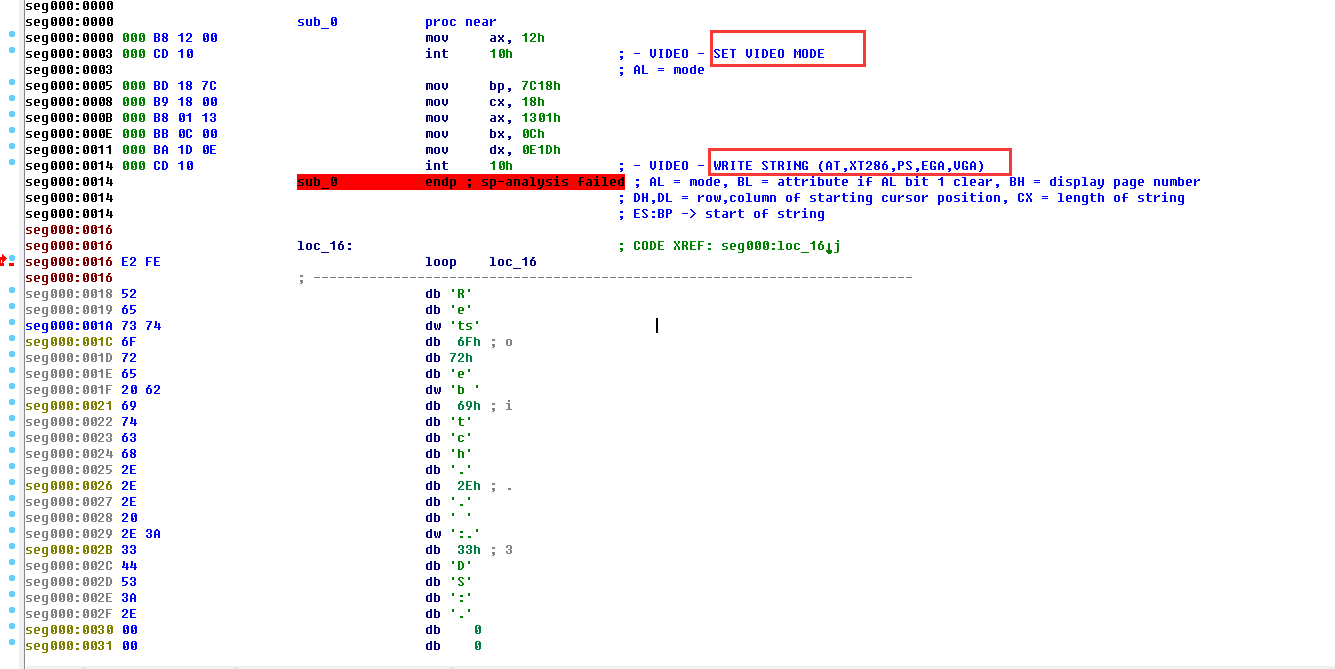 seg000:0000
seg000:0000 sub_0 proc near
seg000:0000 000 B8 12 00 mov ax, 12h
seg000:0003 000 CD 10 int 10h ; - VIDEO - SET VIDEO MODE
seg000:0003 ; AL = mode
seg000:0005 000 BD 18 7C mov bp, 7C18h
seg000:0008 000 B9 18 00 mov cx, 18h
seg000:000B 000 B8 01 13 mov ax, 1301h
seg000:000E 000 BB 0C 00 mov bx, 0Ch
seg000:0011 000 BA 1D 0E mov dx, 0E1Dh
seg000:0014 000 CD 10 int 10h ; - VIDEO - WRITE STRING (AT,XT286,PS,EGA,VGA)
seg000:0014 sub_0 endp ; sp-analysis failed ; AL = mode, BL = attribute if AL bit 1 clear, BH = display page number
seg000:0014 ; DH,DL = row,column of starting cursor position, CX = length of string
seg000:0014 ; ES:BP -> start of string
seg000:0016
seg000:0016 loc_16: ; CODE XREF: seg000:loc_16↓j
seg000:0016 E2 FE loop loc_16
seg000:0016 ; ---------------------------------------------------------------------------
seg000:0018 52 db 'R'
seg000:0019 65 db 'e'
seg000:001A 73 74 dw 'ts'
seg000:001C 6F db 6Fh ; o
seg000:001D 72 db 72h
seg000:001E 65 db 'e'
seg000:001F 20 62 dw 'b '
seg000:0021 69 db 69h ; i
seg000:0022 74 db 't'
seg000:0023 63 db 'c'
seg000:0024 68 db 'h'
seg000:0025 2E db '.'
seg000:0026 2E db 2Eh ; .
seg000:0027 2E db '.'
seg000:0028 20 db ' '
seg000:0029 2E 3A dw ':.'
seg000:002B 33 db 33h ; 3
seg000:002C 44 db 'D'
seg000:002D 53 db 'S'
seg000:002E 3A db ':'
seg000:002F 2E db '.'
seg000:0030 00 db 0
seg000:0031 00 db 0